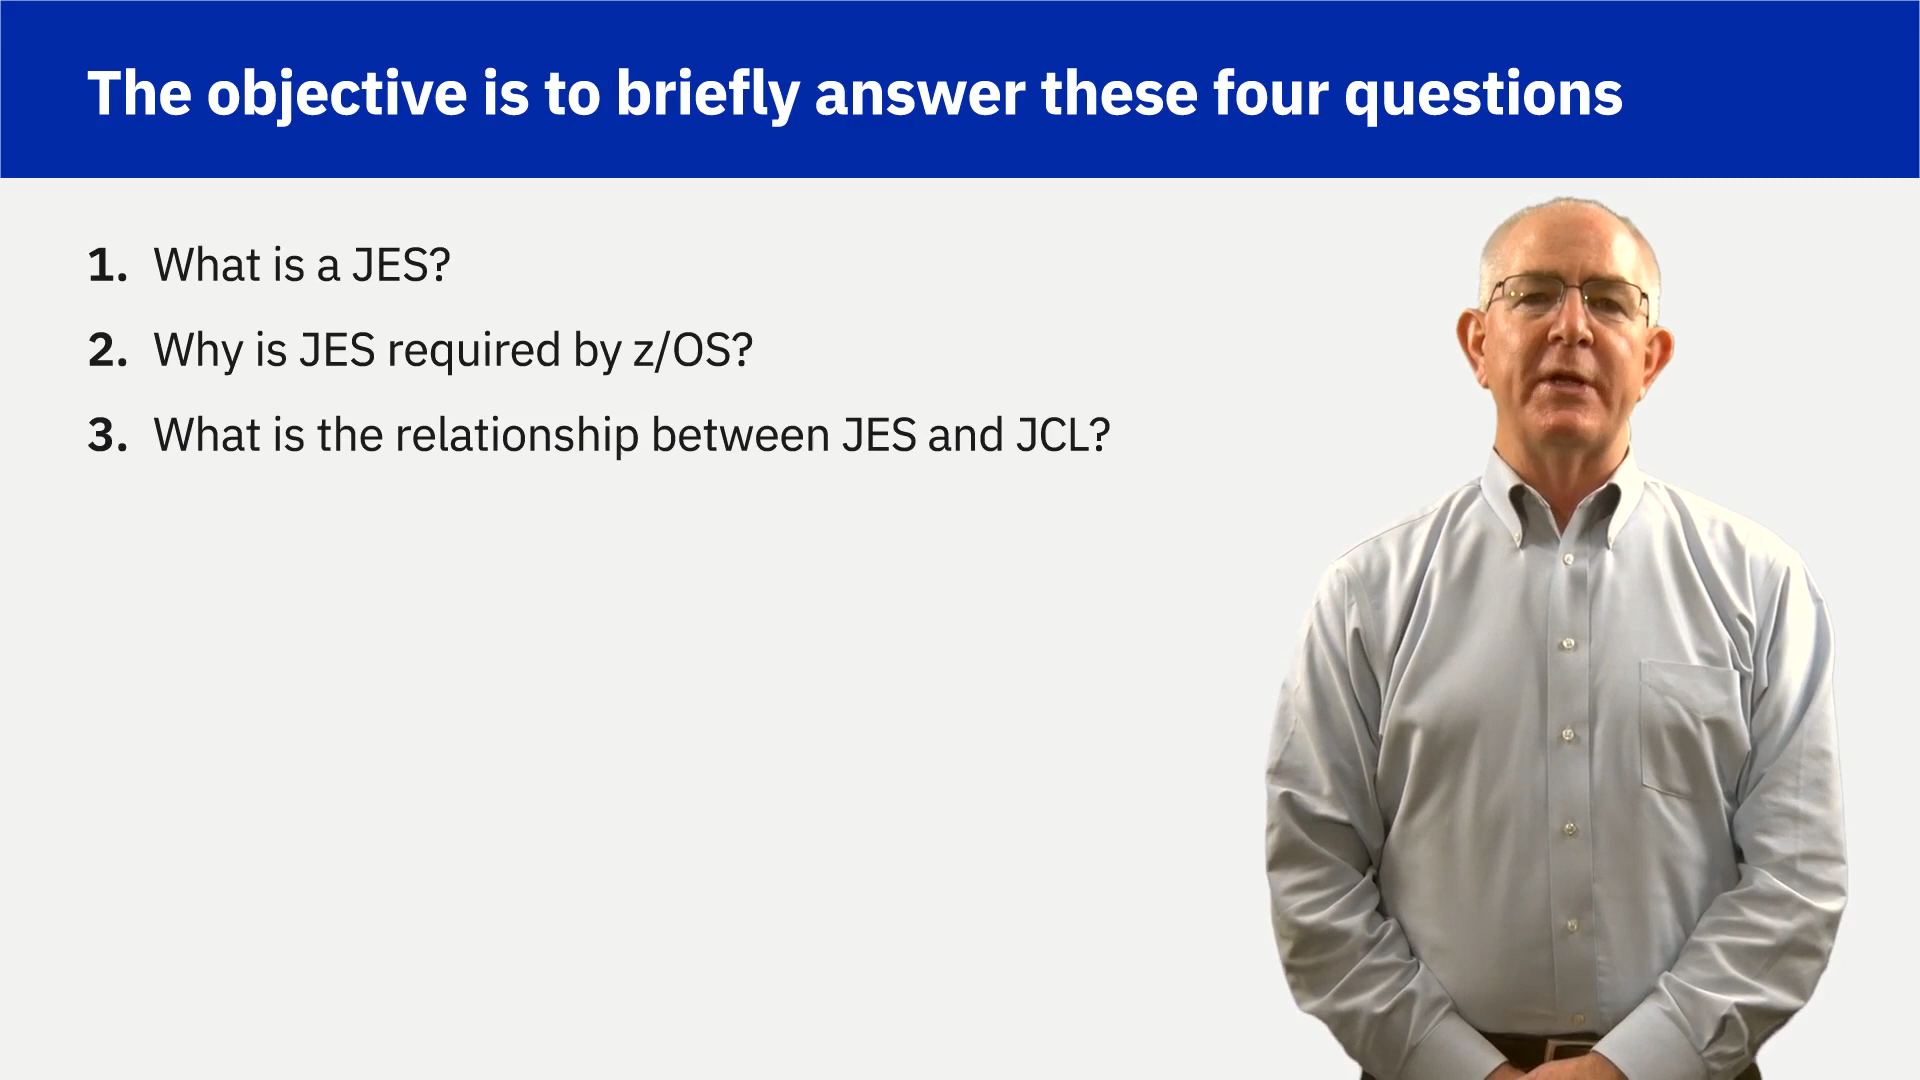 The objective is to briefly answer these four questions
1. What is a JES?
2. Why is JES required by z/OS?
3. What is the relationship between JES and JCL?